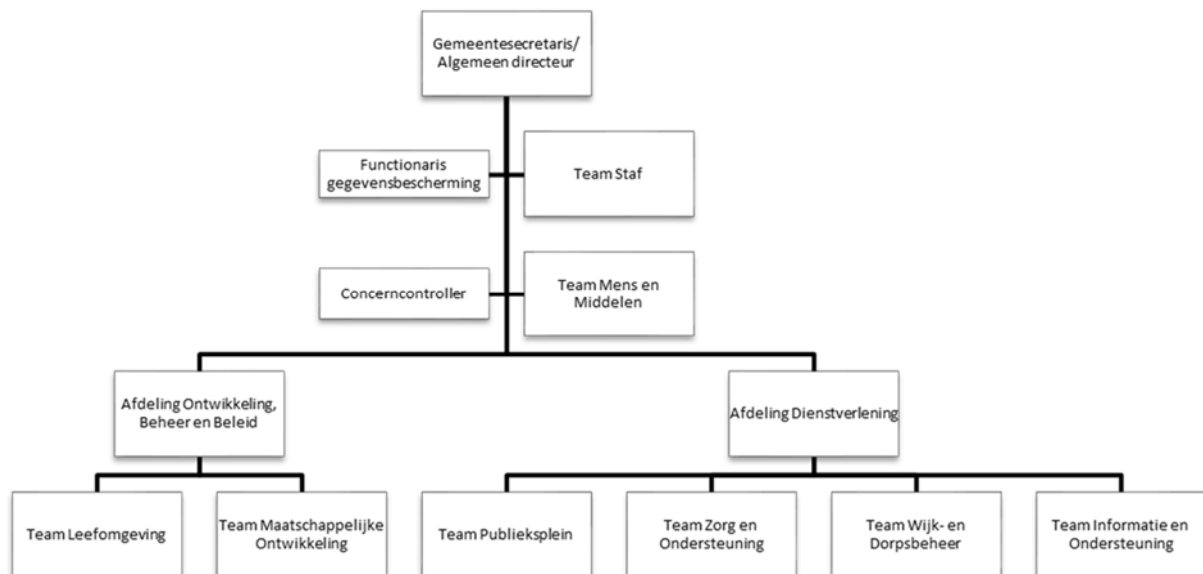 Gemeentesecretaris/
Algemeen directeur
Functionaris
gegevensbescherming
Team Staf
Concerncontroller
Team Mens en
Middelen
Afdeling Ontwikkeling,
Beheer en Beleid
Afdeling Dienstverlening
Team Leefomgeving
Team Maatschappelijke
Ontwikkeling
Team Publieksplein
Team Zorg en
Ondersteuning
Team Wijk- en
Dorpsbeheer
Team Informatie en
Ondersteuning